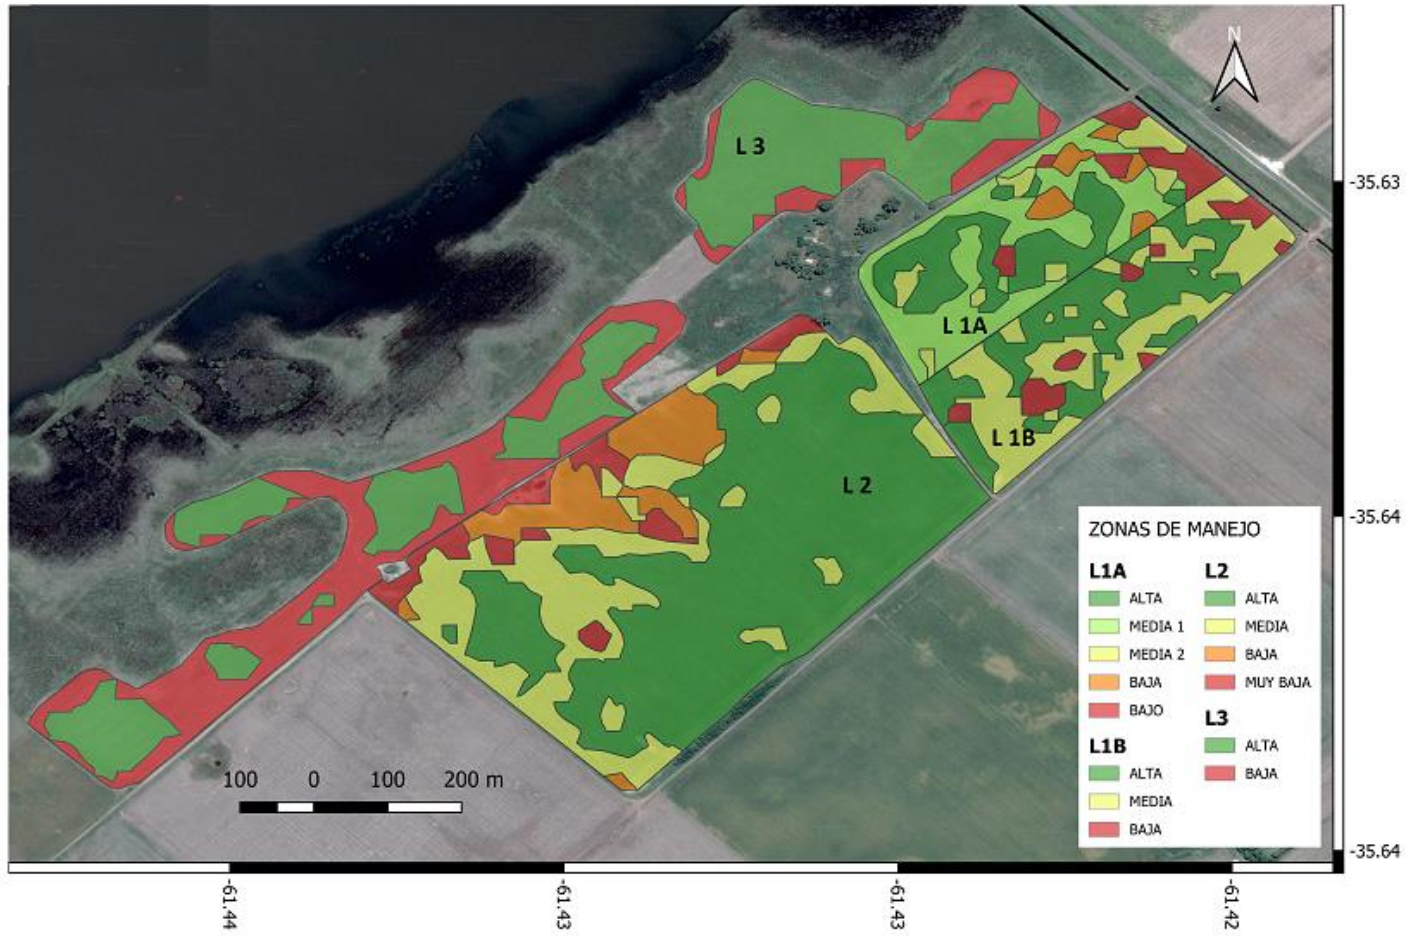 N
L 3
L 1A
L 1B
L 2
-35.63
-35.64
-35.64
ZONAS DE MANEJO
L1A
ALTA
MEDIA 1
MEDIA 2
BAJA
BAJO
L1B
ALTA
MEDIA
BAJA
L2
ALTA
MEDIA
BAJA
MUY BAJA
L3
ALTA
BAJA
100 0 100 200 m
-61.44
-61.43
-61.43
-61.42